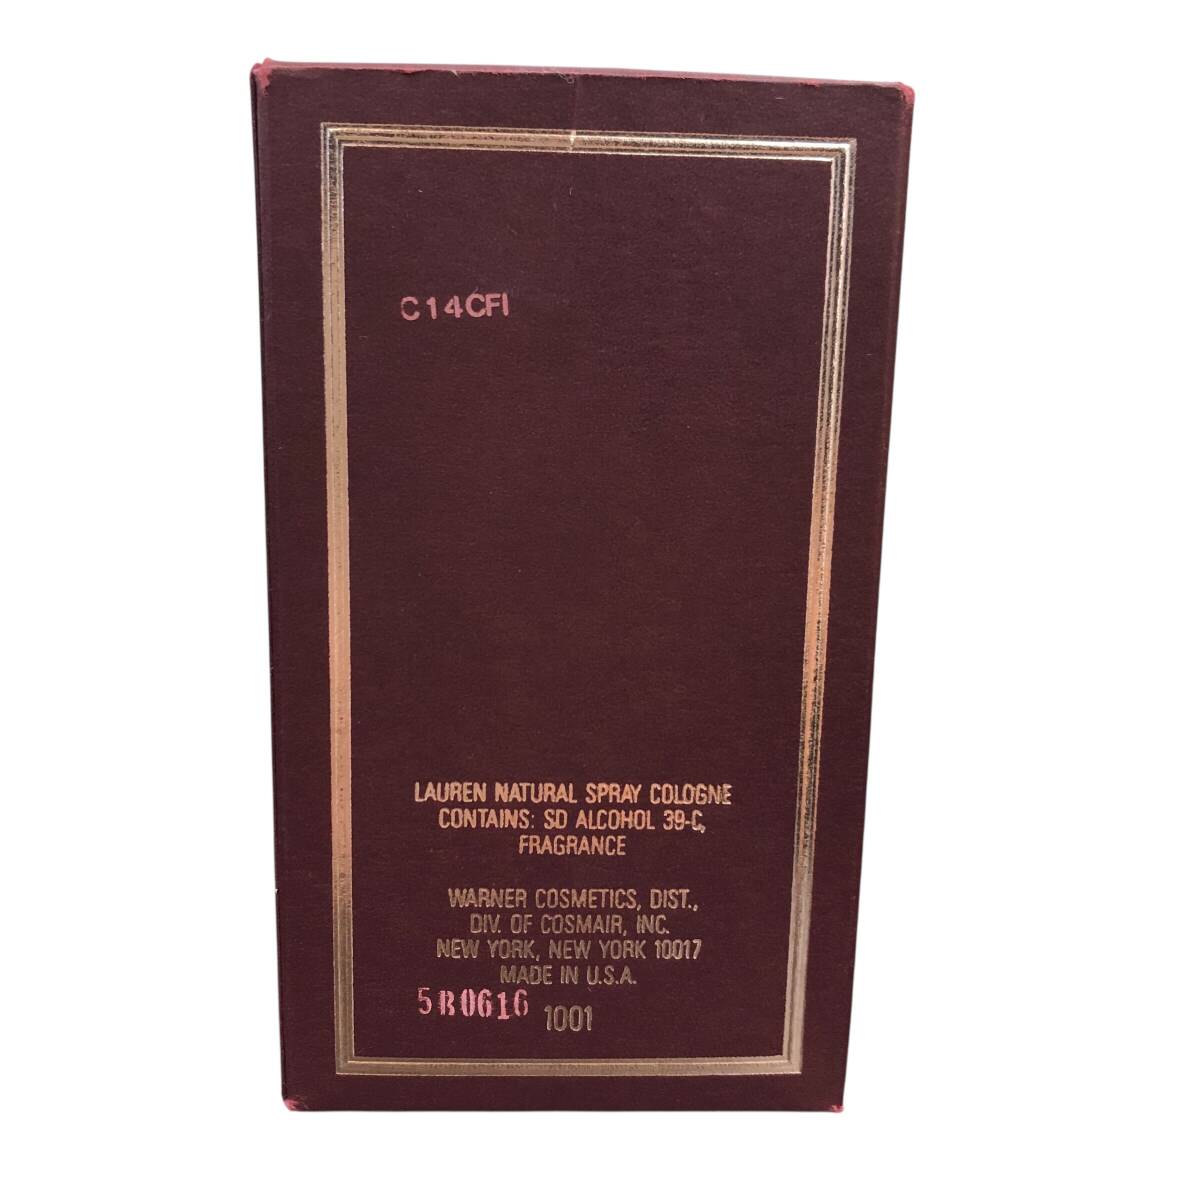 C14CFI
LAUREN NATURAL SPRAY COLOGNE
CONTAINS: SD ALCOHOL 39-C,
FRAGRANCE
WARNER COSMETICS, DIST.,
DIV. OF COSMAIR, INC.
NEW YORK, NEW YORK 10017
MADE IN U.S.A.
5B0616 1001